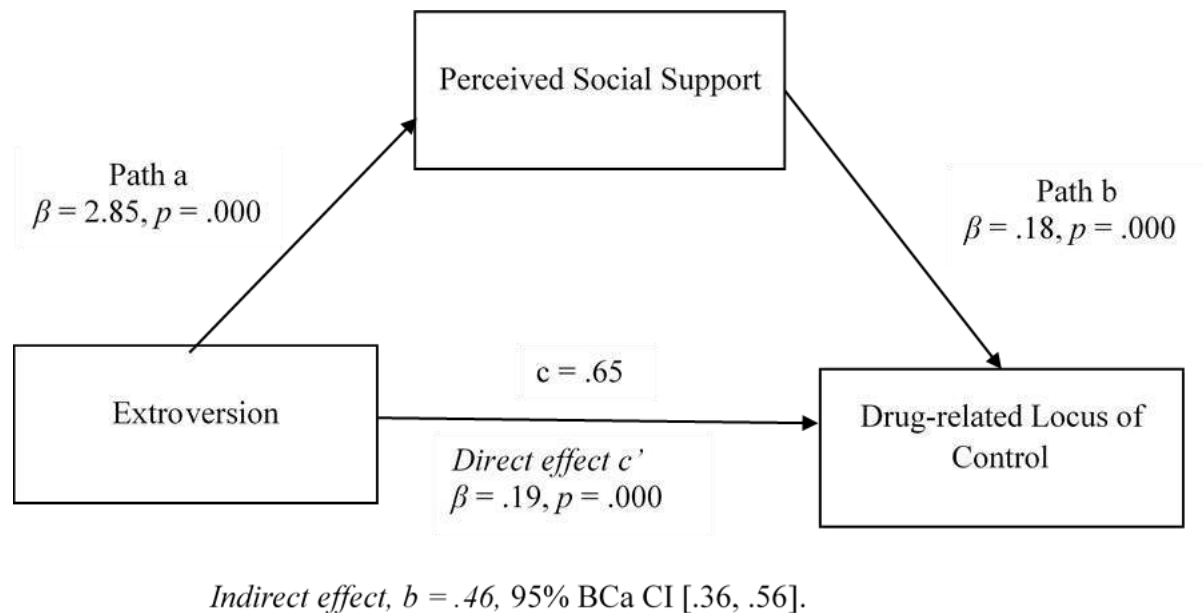 Perceived Social Support
Path a
β = 2.85, p = .000
Path b
β = .18, p = .000
Extroversion
c = .65
Direct effect c’
β = .19, p = .000
Drug-related Locus of
Control
Indirect effect, b = .46, 95% BCa CI [.36, .56].